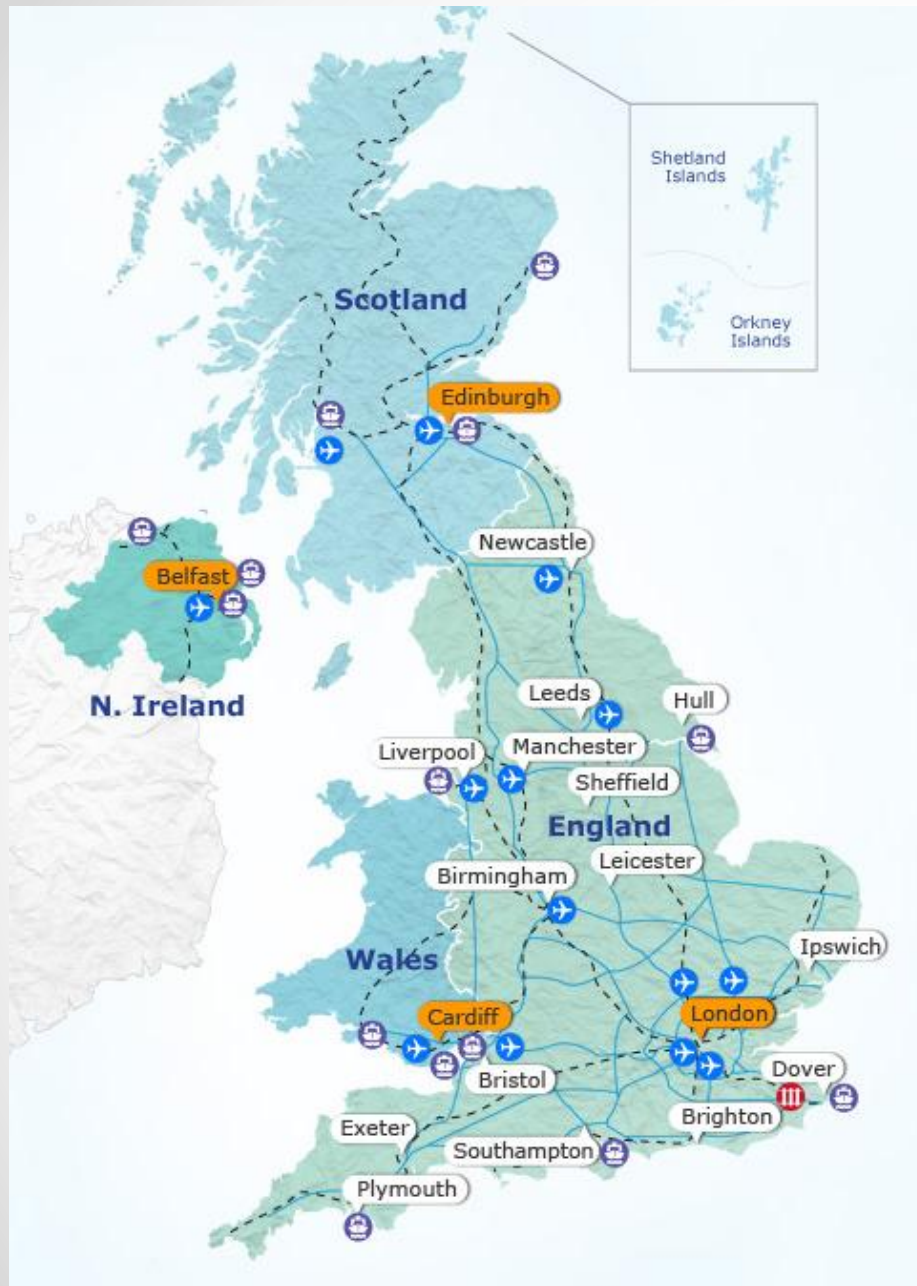 Shetland
Islands
Scotland
Orkney
Islands
Edinburgh
Newcastle
Belfast
N. Ireland
Leeds
Hull
Liverpool
Manchester
Sheffield
England
Leicester
Birmingham
Ipswich
Walés
Cardiff
London
Bristol
Dover
Brighton
Exeter
Southampton
Plymouth